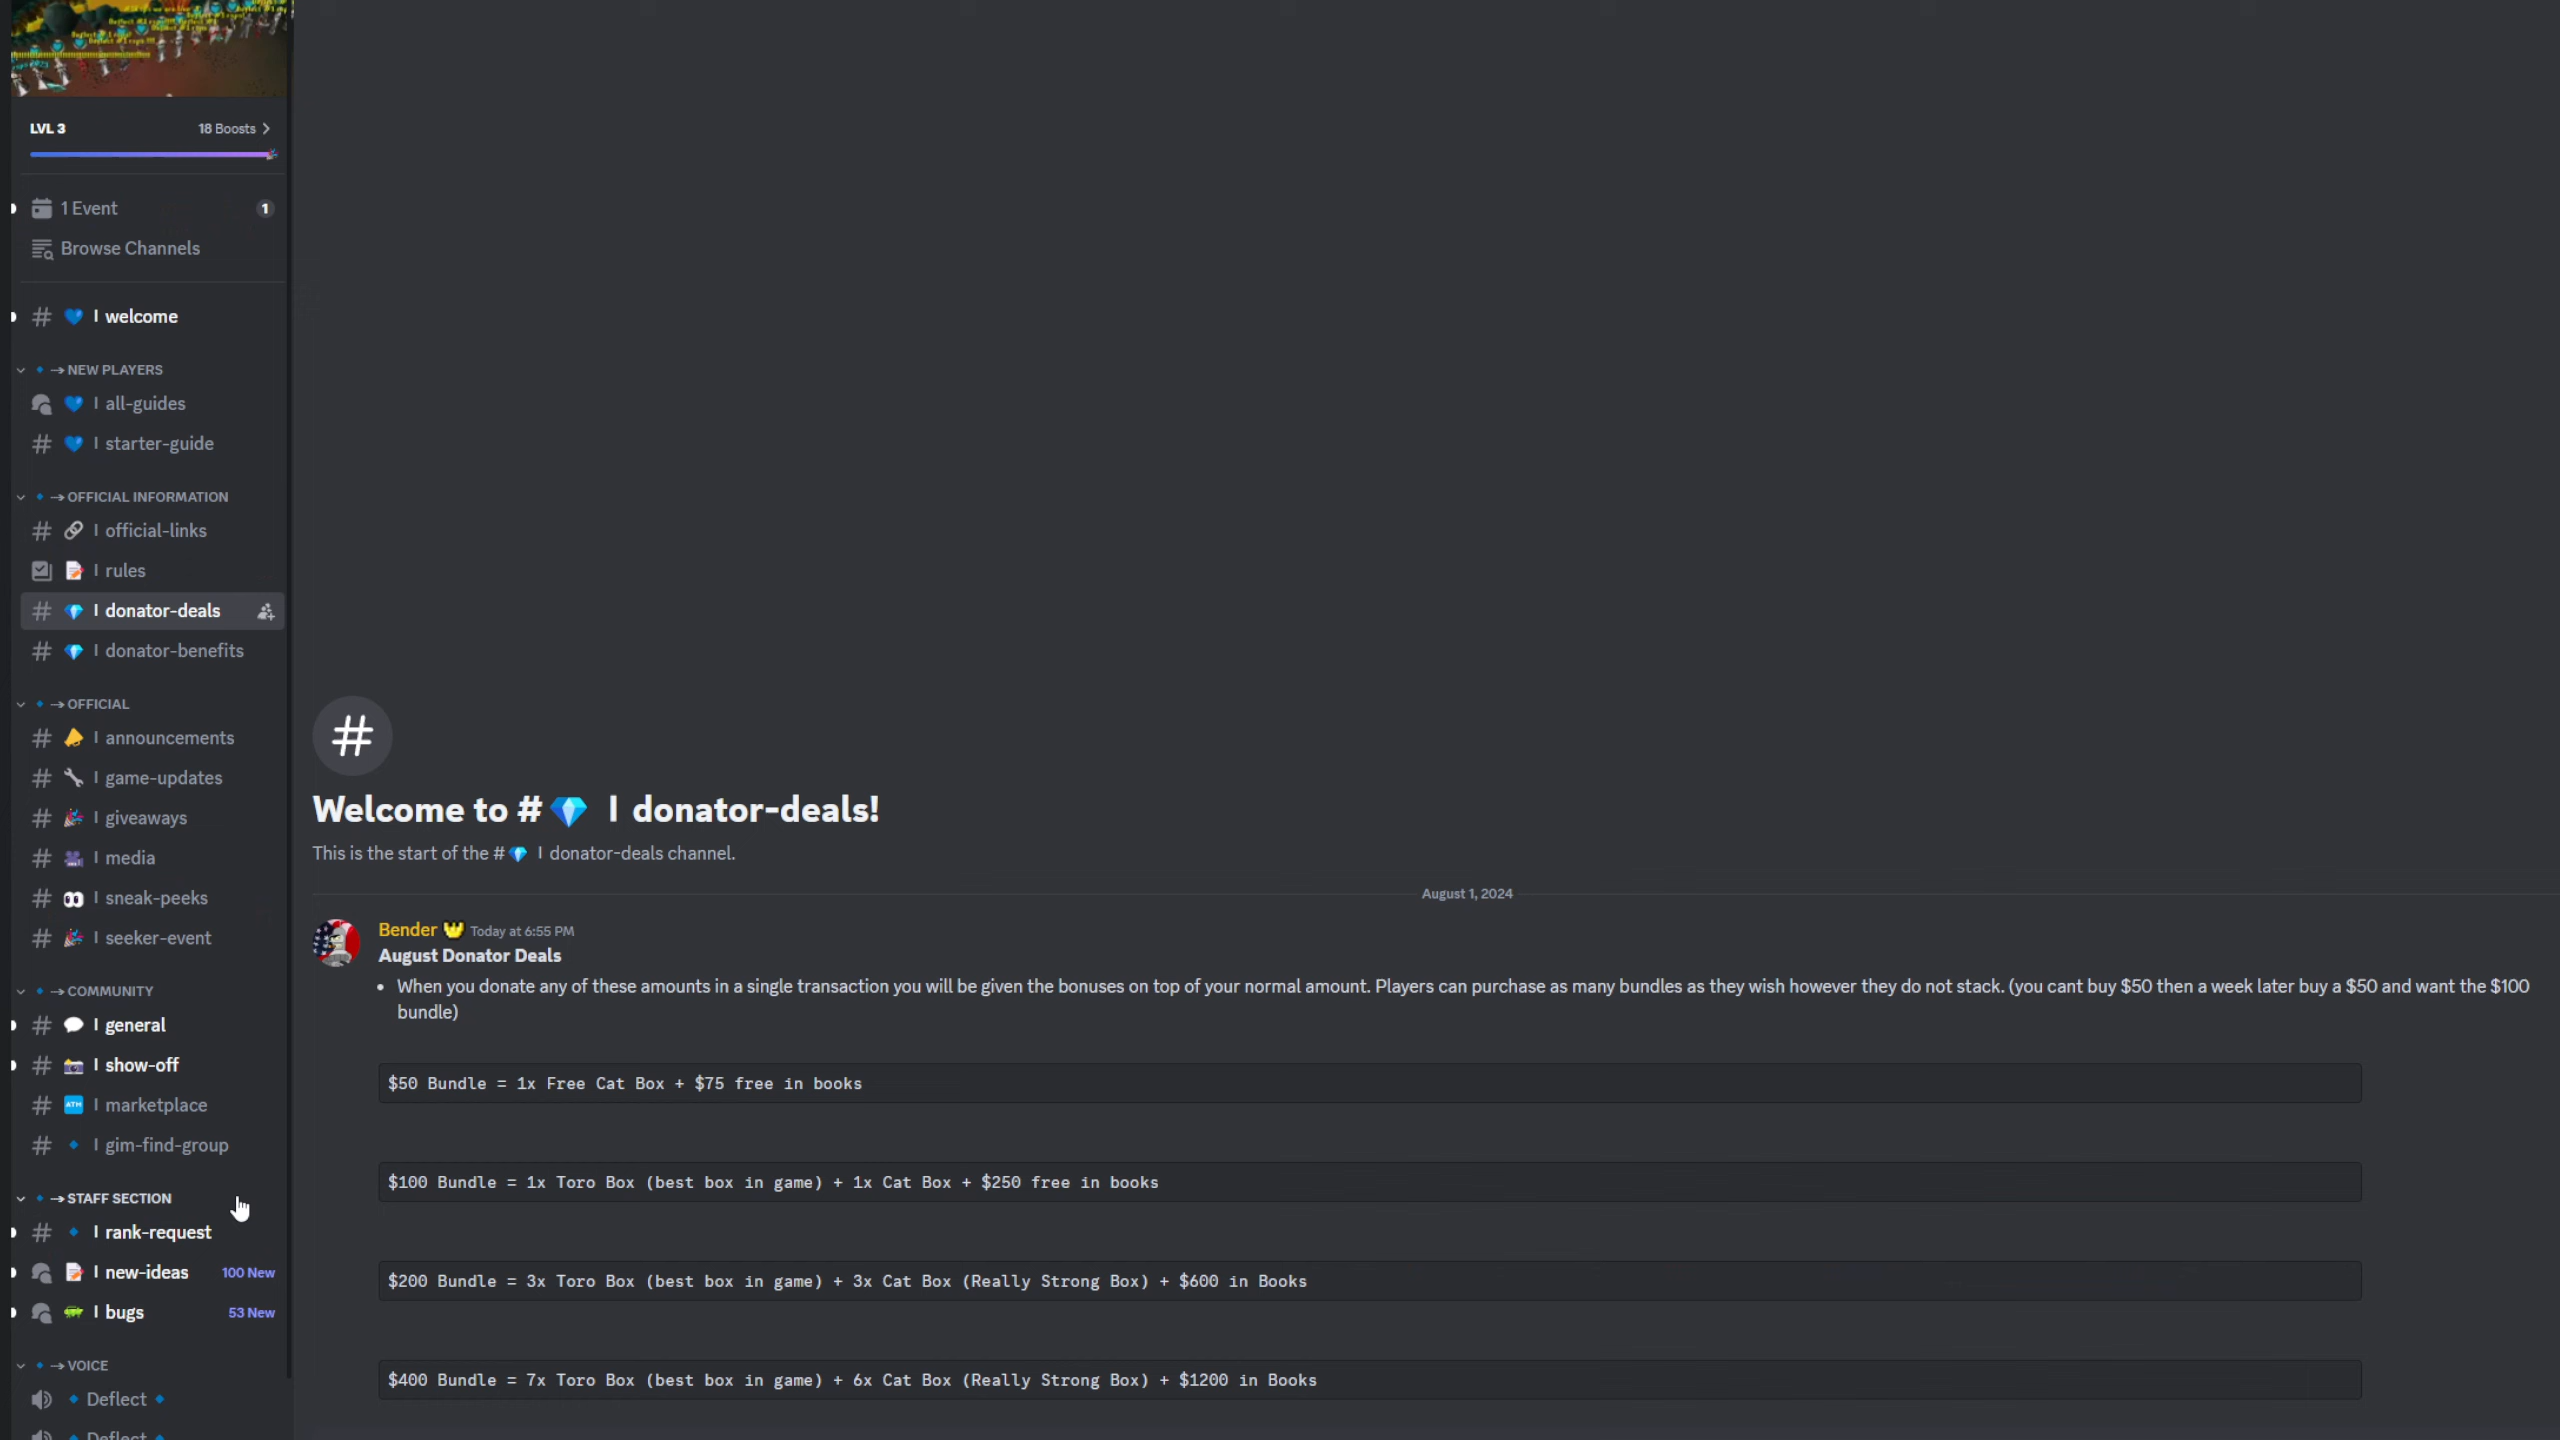 LVL 3
18 Boosts
1 Event
1
Browse Channels
# 💙 | welcome
→ NEW PLAYERS
💙 | all-guides
# 💙 | starter-guide
→ OFFICIAL INFORMATION
# 🔗 | official-links
📝 | rules
# 💎 | donator-deals
# 💎 | donator-benefits
→ OFFICIAL
# 📣 | announcements
# 🔧 | game-updates
# 🎉 | giveaways
# 🎥 | media
# 👀 | sneak-peeks
# 🎉 | seeker-event
→ COMMUNITY
# 💬 | general
# 📸 | show-off
# 🏧 | marketplace
# 🔹 | gim-find-group
→ STAFF SECTION
# 🔹 | rank-request
📝 | new-ideas 100 New
🐛 | bugs 53 New
→ VOICE
🔹 Deflect 🔹
🔹 Deflect 🔹
#
Welcome to #💎 | donator-deals!
This is the start of the #💎 | donator-deals channel.
August 1, 2024
Bender Today at 6:55 PM
August Donator Deals
• When you donate any of these amounts in a single transaction you will be given the bonuses on top of your normal amount. Players can purchase as many bundles as they wish however they do not stack. (you cant buy $50 then a week later buy a $50 and want the $100
bundle)
$50 Bundle = 1x Free Cat Box + $75 free in books
$100 Bundle = 1x Toro Box (best box in game) + 1x Cat Box + $250 free in books
$200 Bundle = 3x Toro Box (best box in game) + 3x Cat Box (Really Strong Box) + $600 in Books
$400 Bundle = 7x Toro Box (best box in game) + 6x Cat Box (Really Strong Box) + $1200 in Books